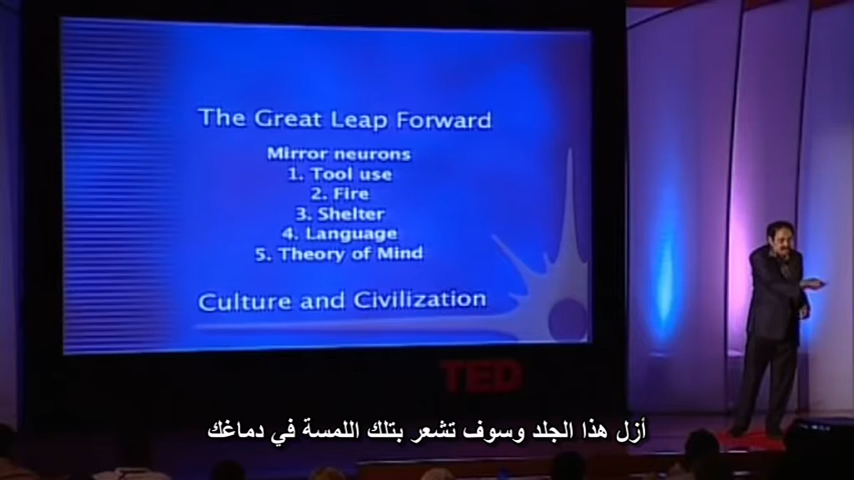 The Great Leap Forward
Mirror neurons
1. Tool use
2. Fire
3. Shelter
4. Language
5. Theory of Mind
Culture and Civilization
TED
أزل هذا الجلد وسوف تشعر بتلك اللمسة في دماغك